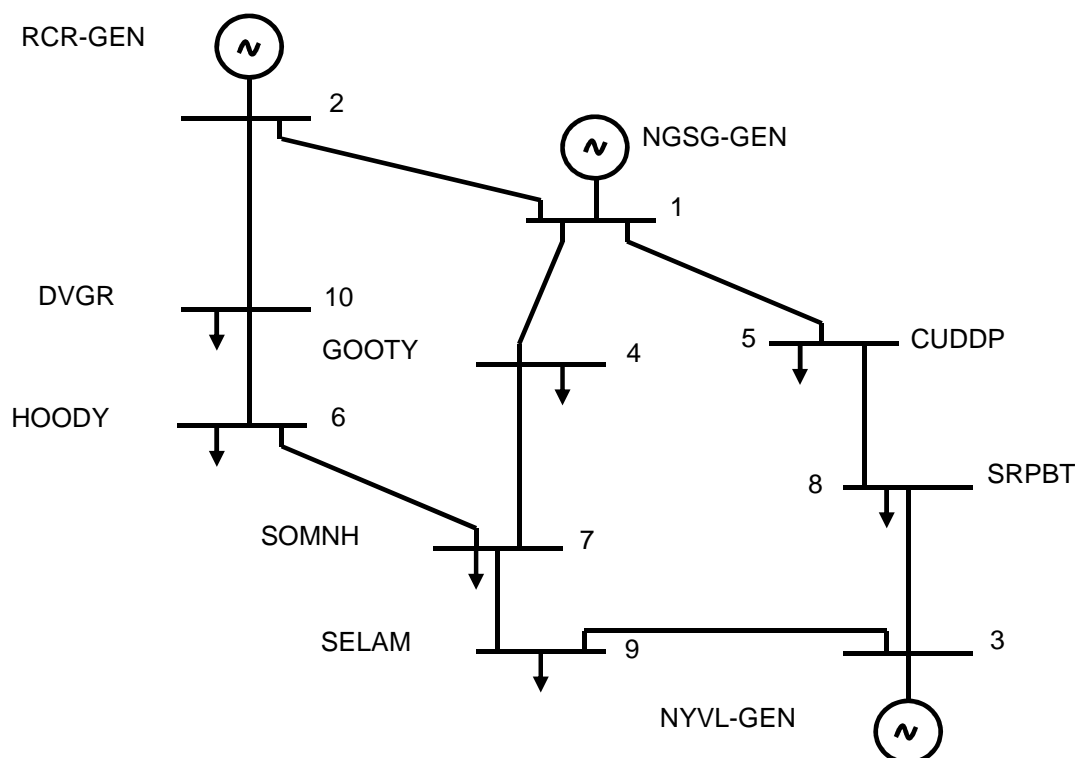 RCR-GEN
2
NGSG-GEN
1
DVGR
10
GOOTY
4
5
CUDDP
HOODY
6
SRPBT
8
SOMNH
7
SELAM
9
3
NYVL-GEN